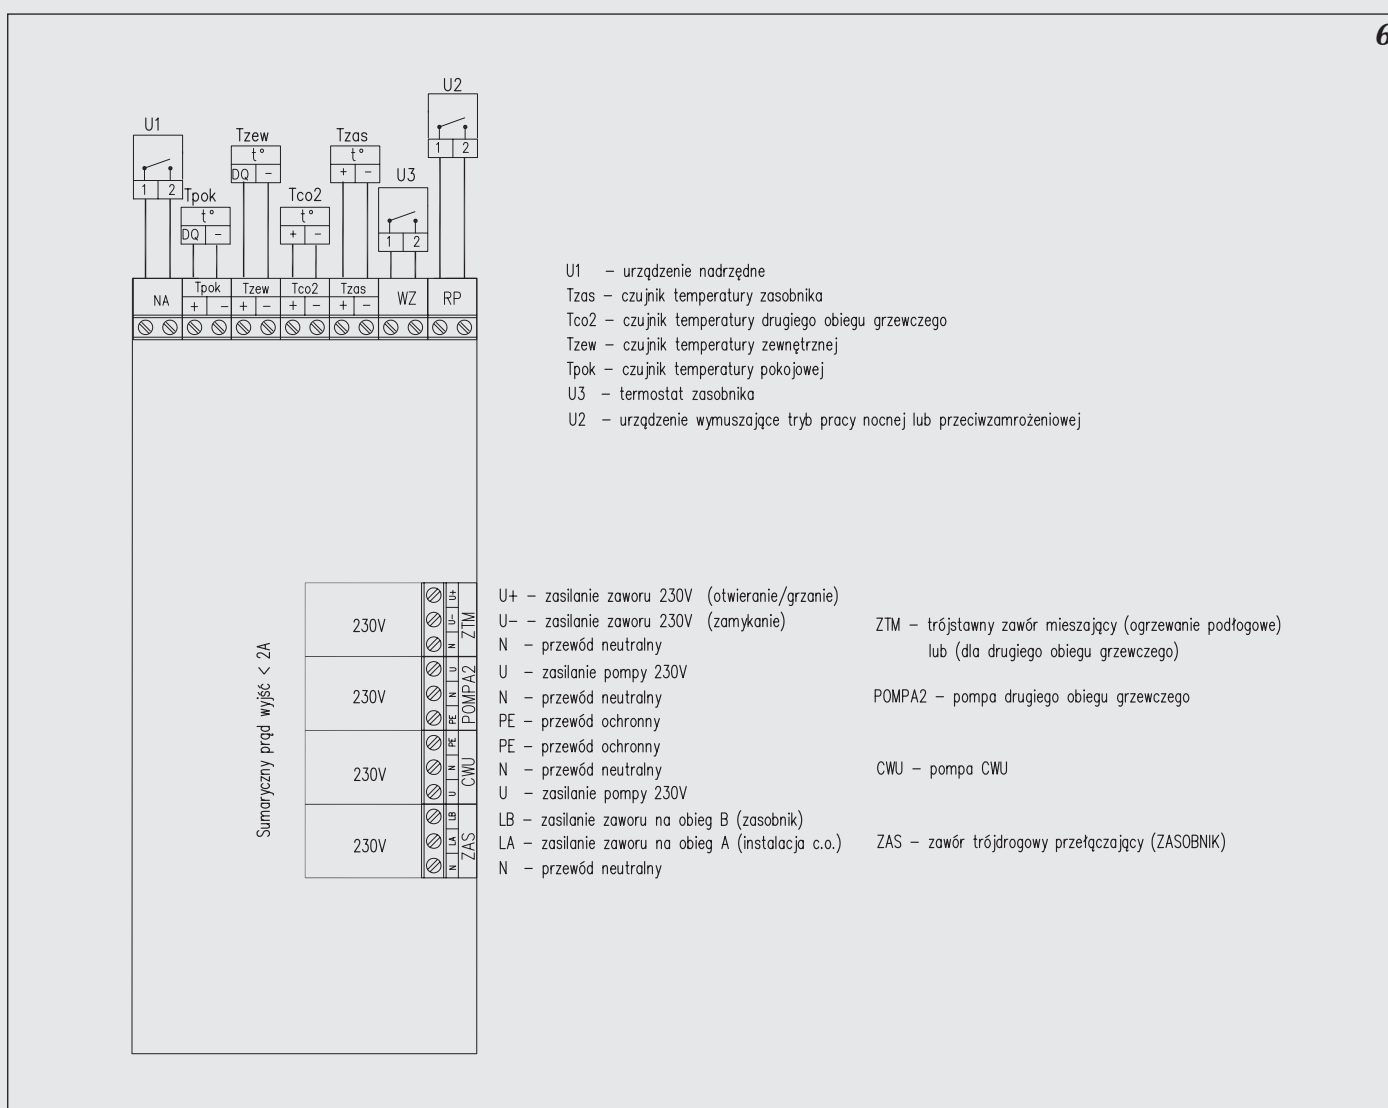 6
U2
U1
1 2
Tzew
t°
DQ –
Tzas
t°
+ –
U3
1 2
1 2
Tpok
t°
DQ –
Tco2
t°
+ –
NA Tpok Tzew Tco2 Tzas WZ RP
+ – + – + – + –
U1 – urządzenie nadrzędne
Tzas – czujnik temperatury zasobnika
Tco2 – czujnik temperatury drugiego obiegu grzewczego
Tzew – czujnik temperatury zewnętrznej
Tpok – czujnik temperatury pokojowej
U3 – termostat zasobnika
U2 – urządzenie wymuszające tryb pracy nocnej lub przeciwzamrożeniowej
Sumaryczny prąd wyjść < 2A
230V
U+
U–
N
ZTM
230V
U
N
PE
POMPA2
230V
PE
N
U
CWU
230V
LB
LA
N
ZAS
U+ – zasilanie zaworu 230V (otwieranie/grzanie)
U– – zasilanie zaworu 230V (zamykanie)
N – przewód neutralny
U – zasilanie pompy 230V
N – przewód neutralny
PE – przewód ochronny
PE – przewód ochronny
N – przewód neutralny
U – zasilanie pompy 230V
LB – zasilanie zaworu na obieg B (zasobnik)
LA – zasilanie zaworu na obieg A (instalacja c.o.)
N – przewód neutralny
ZTM – trójstawny zawór mieszający (ogrzewanie podłogowe)
lub (dla drugiego obiegu grzewczego)
POMPA2 – pompa drugiego obiegu grzewczego
CWU – pompa CWU
ZAS – zawór trójdrogowy przełączający (ZASOBNIK)